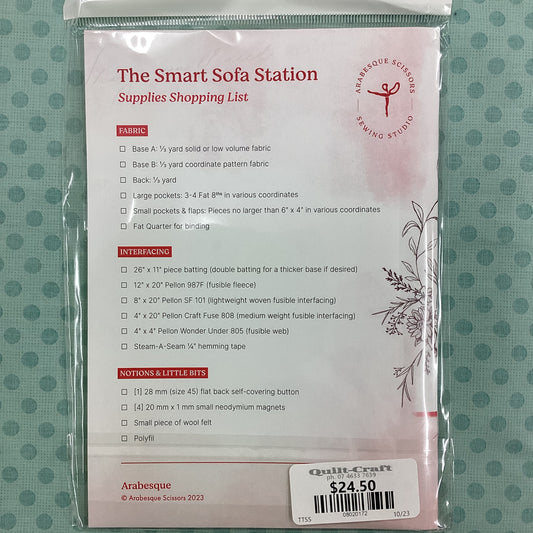 The Smart Sofa Station
Supplies Shopping List
ARABESQUE SCISSORS
SEWING STUDIO
FABRIC
Base A: ⅓ yard solid or low volume fabric
Base B: ⅓ yard coordinate pattern fabric
Back: ⅓ yard
Large pockets: 3-4 Fat 8ths in various coordinates
Small pockets & flaps: Pieces no larger than 6" x 4" in various coordinates
Fat Quarter for binding
INTERFACING
26" x 11" piece batting (double batting for a thicker base if desired)
12" x 20" Pellon 987F (fusible fleece)
8" x 20" Pellon SF 101 (lightweight woven fusible interfacing)
4" x 20" Pellon Craft Fuse 808 (medium weight fusible interfacing)
4" x 4" Pellon Wonder Under 805 (fusible web)
Steam-A-Seam ¼" hemming tape
NOTIONS & LITTLE BITS
[1] 28 mm (size 45) flat back self-covering button
[4] 20 mm x 1 mm small neodymium magnets
Small piece of wool felt
Polyfil
Arabesque
© Arabesque Scissors 2023
Quilt-Craft
ph. 07 4633 7639
$24.50
08020172
TTSS
10/23